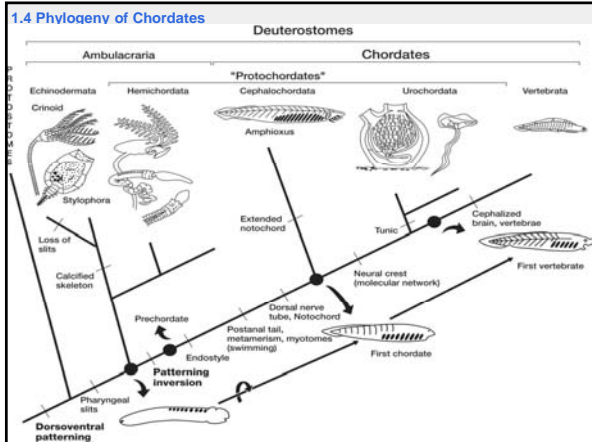 1.4 Phylogeny of Chordates
Deuterostomes
Ambulacraria
Chordates
"Protochordates"
PROTOSTOMES
Echinodermata
Hemichordata
Cephalochordata
Urochordata
Vertebrata
Crinoid
Amphioxus
Stylophora
Loss of
slits
Extended
notochord
Tunic
Cephalized
brain, vertebrae
Calcified
skeleton
First vertebrate
Neural crest
(molecular network)
Prechordate
Dorsal nerve
tube, Notochord
Postanal tail,
metamerism, myotomes
(swimming)
First chordate
Endostyle
Patterning
inversion
Pharyngeal
slits
Dorsoventral
patterning